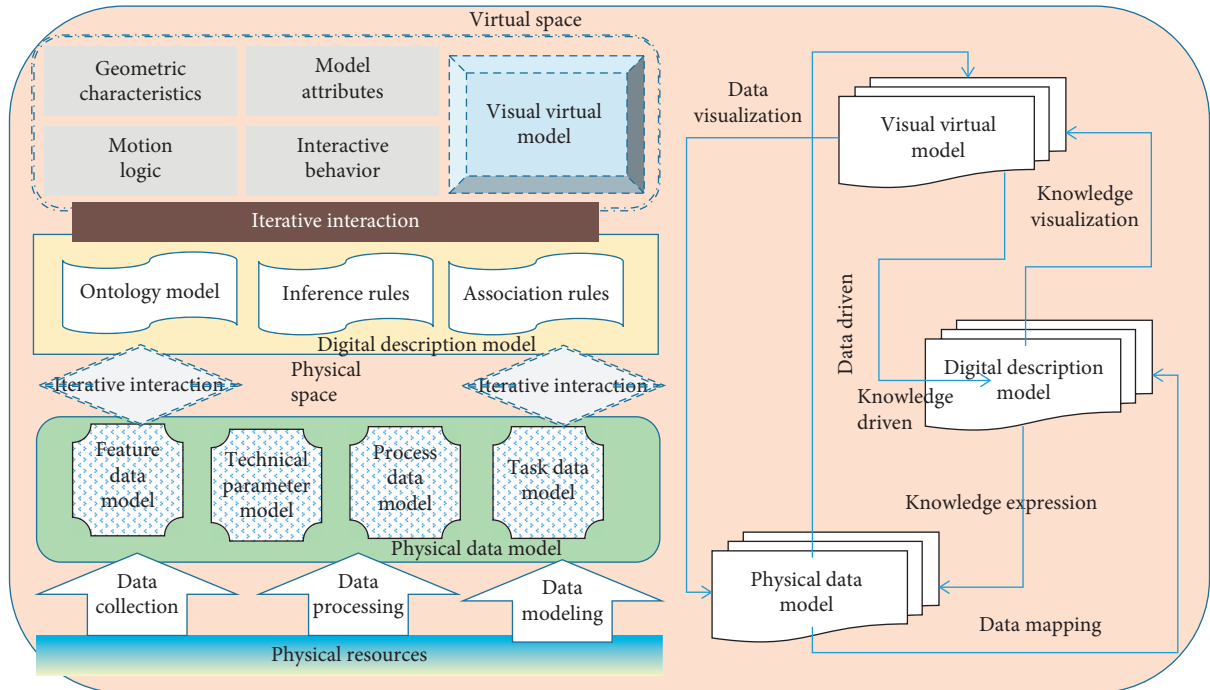 Virtual space
Geometric
characteristics
Model
attributes
Motion
logic
Interactive
behavior
Visual virtual
model
Iterative interaction
Ontology model
Inference rules
Association rules
Digital description model
Iterative interaction
Physical
space
Iterative interaction
Feature
data
model
Technical
parameter
model
Process
data
model
Task data
model
Physical data model
Data
collection
Data
processing
Data
modeling
Physical resources
Data
visualization
Visual virtual
model
Knowledge
visualization
Data driven
Digital description
model
Knowledge
driven
Knowledge expression
Physical data
model
Data mapping